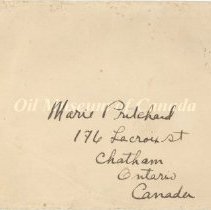 Oil Museum of Canada
Marie Pritchard
176 Lacroix st
Chatham
Ontario
Canada